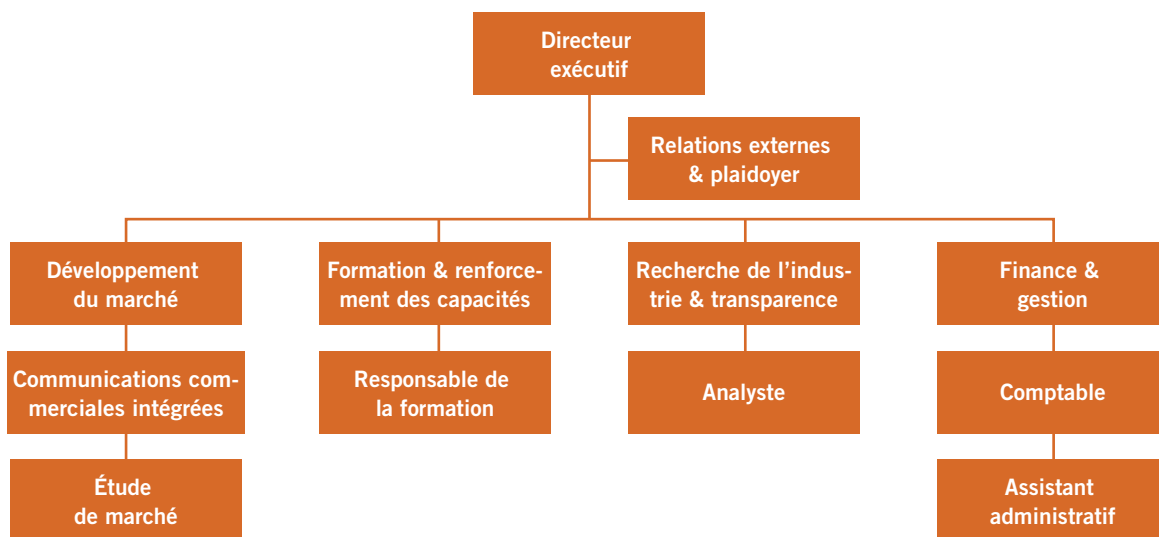 Directeur
exécutif
Relations externes
& plaidoyer
Développement
du marché
Formation & renforce-
ment des capacités
Recherche de l'indus-
trie & transparence
Finance &
gestion
Communications com-
merciales intégrées
Responsable de
la formation
Analyste
Comptable
Étude
de marché
Assistant
administratif